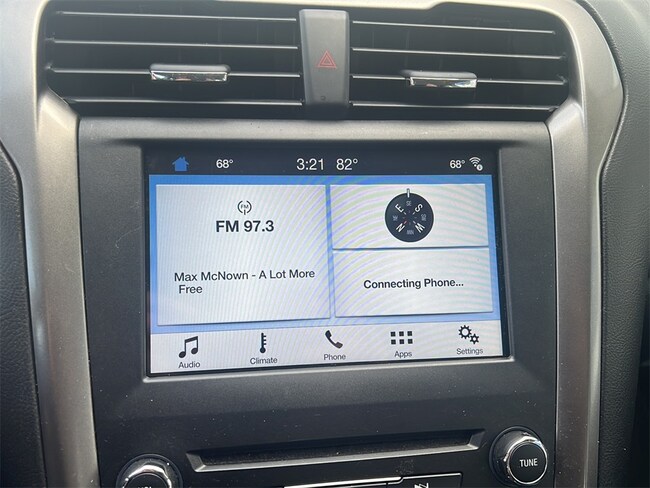 68° 3:21 82° 68°
FM
FM 97.3
Max McNown - A Lot More
Free
E S
N W
Connecting Phone...
Audio Climate Phone Apps Settings
TUNE